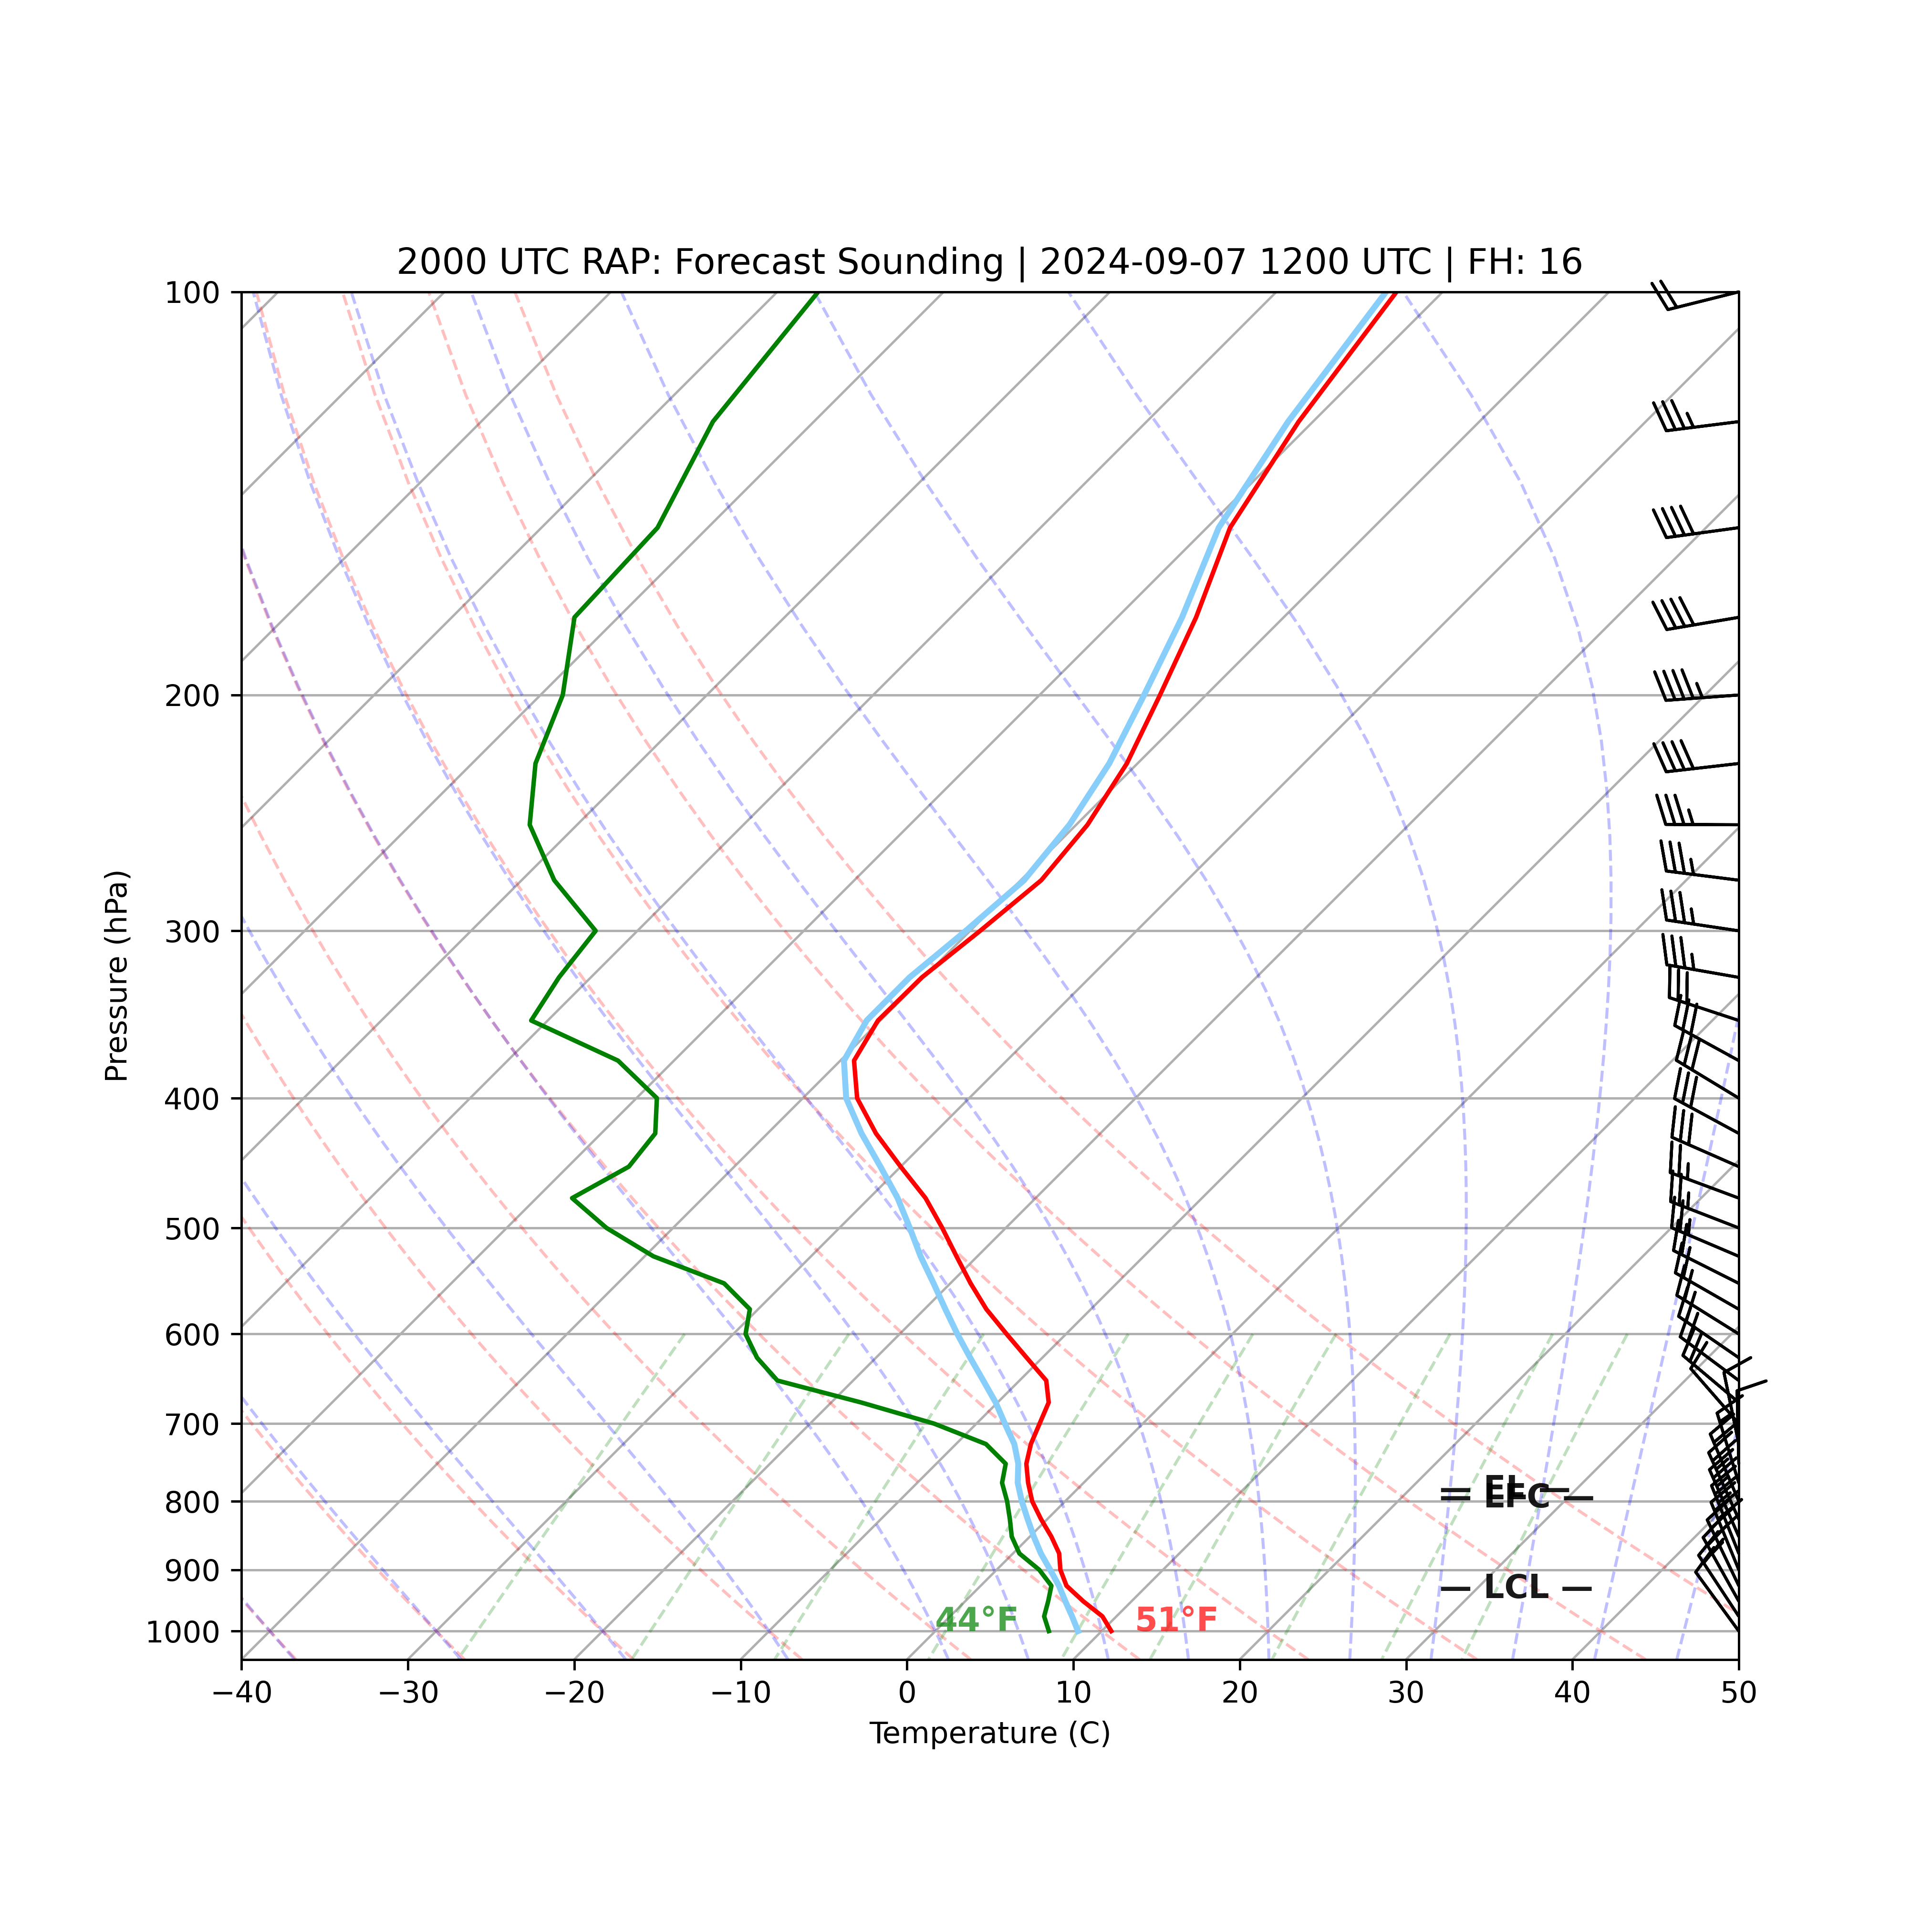 2000 UTC RAP: Forecast Sounding | 2024-09-07 1200 UTC | FH: 16
100
200
300
400
500
600
700
800
900
1000
Pressure (hPa)
— EL —
— LFC —
— LCL —
44°F 51°F
−40 −30 −20 −10 0 10 20 30 40 50
Temperature (C)